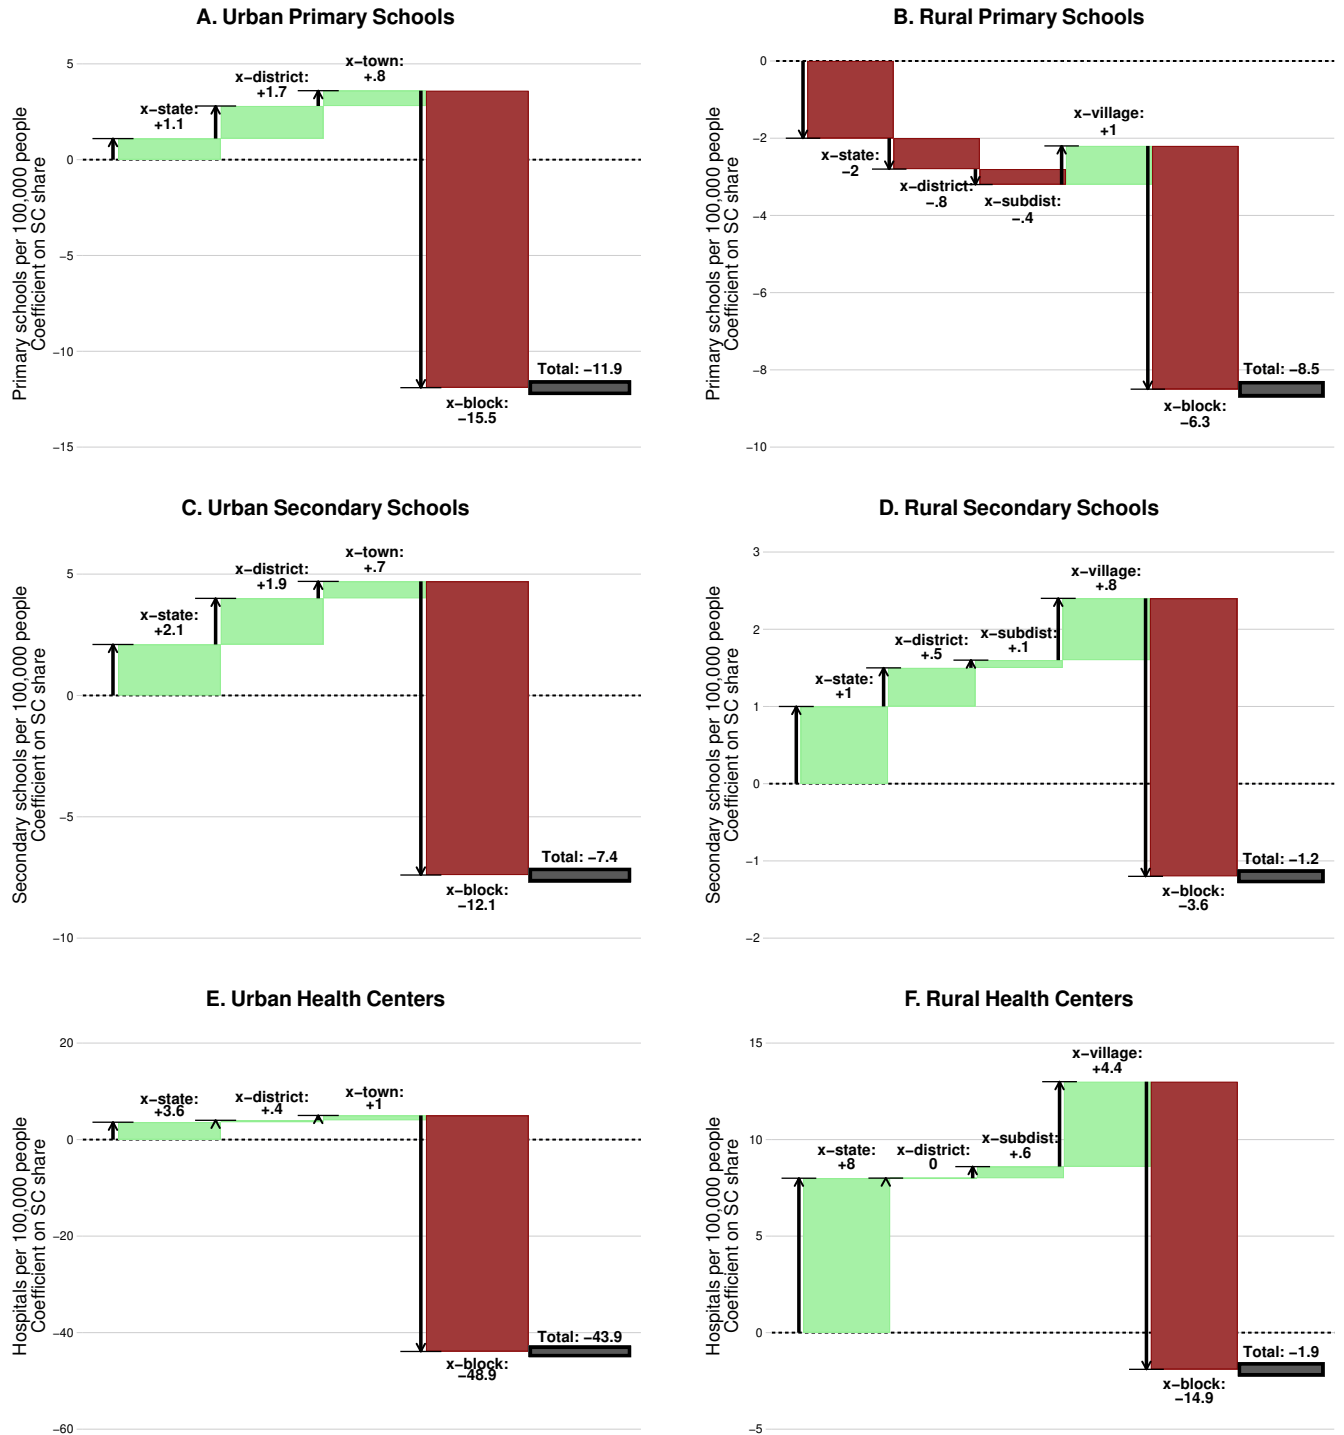 A. Urban Primary Schools
Primary schools per 100,000 people
Coefficient on SC share
5
0
−5
−10
−15
x−state:
+1.1
x−district:
+1.7
x−town:
+.8
x−block:
−15.5
Total: −11.9
B. Rural Primary Schools
Primary schools per 100,000 people
Coefficient on SC share
0
−2
−4
−6
−8
−10
x−state:
−2
x−district:
−.8
x−subdist:
−.4
x−village:
+1
x−block:
−6.3
Total: −8.5
C. Urban Secondary Schools
Secondary schools per 100,000 people
Coefficient on SC share
5
0
−5
−10
x−state:
+2.1
x−district:
+1.9
x−town:
+.7
x−block:
−12.1
Total: −7.4
D. Rural Secondary Schools
Secondary schools per 100,000 people
Coefficient on SC share
3
2
1
0
−1
−2
x−state:
+1
x−district:
+.5
x−subdist:
+.1
x−village:
+.8
x−block:
−3.6
Total: −1.2
E. Urban Health Centers
Hospitals per 100,000 people
Coefficient on SC share
20
0
−20
−40
−60
x−state:
+3.6
x−district:
+.4
x−town:
+1
x−block:
−48.9
Total: −43.9
F. Rural Health Centers
Hospitals per 100,000 people
Coefficient on SC share
15
10
5
0
−5
x−state:
+8
x−district:
0
x−subdist:
+.6
x−village:
+4.4
x−block:
−14.9
Total: −1.9